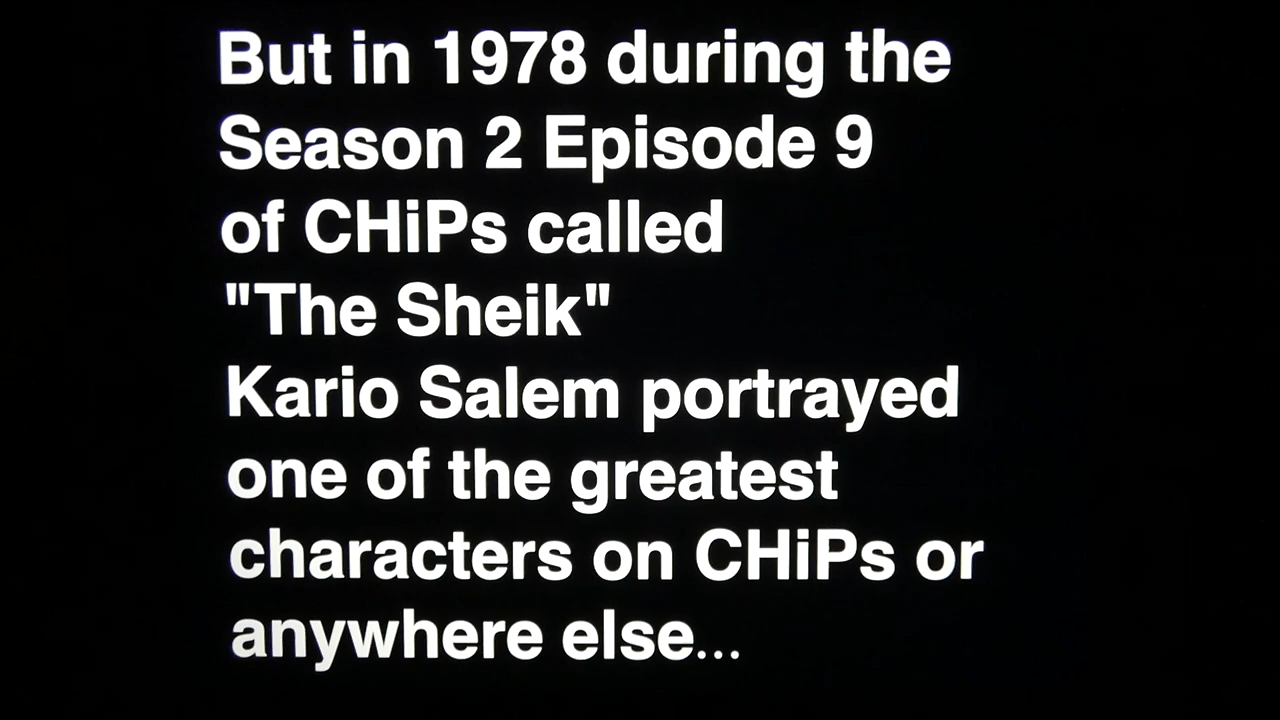 But in 1978 during the
Season 2 Episode 9
of CHiPs called
"The Sheik"
Kario Salem portrayed
one of the greatest
characters on CHiPs or
anywhere else...